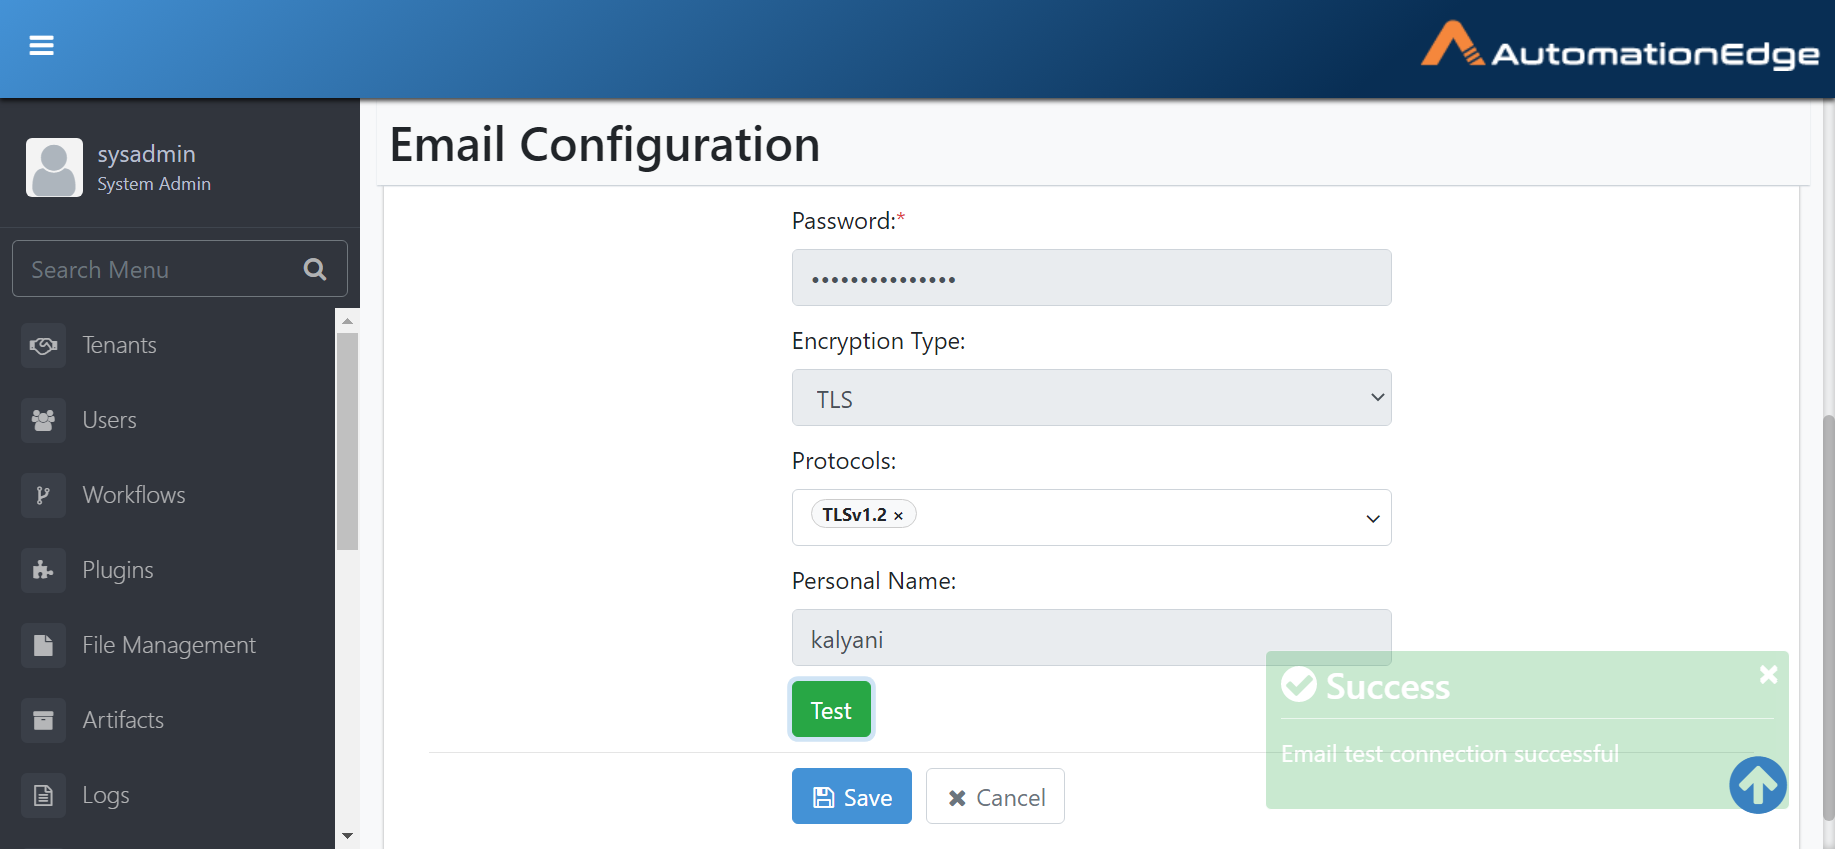 AutomationEdge
sysadmin
System Admin
Search Menu
Tenants
Users
Workflows
Plugins
File Management
Artifacts
Logs
Email Configuration
Password:*
•••••••••••••••
Encryption Type:
TLS
Protocols:
TLSv1.2 ×
Personal Name:
kalyani
Test
Success
Email test connection successful
Save
Cancel